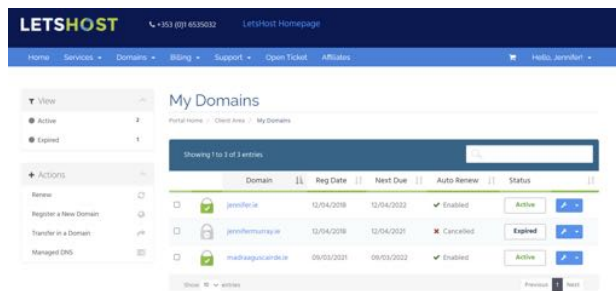 LETSHOST
+353 (0)1 6535032
LetsHost Homepage
Home Services Domains Billing Support Open Ticket Affiliates Hello, Jennifer!
View
Active 2
Expired 1
Actions
Renew
Register a New Domain
Transfer in a Domain
Managed DNS
My Domains
Portal Home / Client Area / My Domains
Showing 1 to 3 of 3 entries
Domain Reg Date Next Due Auto Renew Status
jennifer.ie 12/04/2018 12/04/2022 Enabled Active
jennifermurray.ie 12/04/2018 12/04/2021 Cancelled Expired
madraaguscairde.ie 09/03/2021 09/03/2022 Enabled Active
Show 10 entries
Previous 1 Next